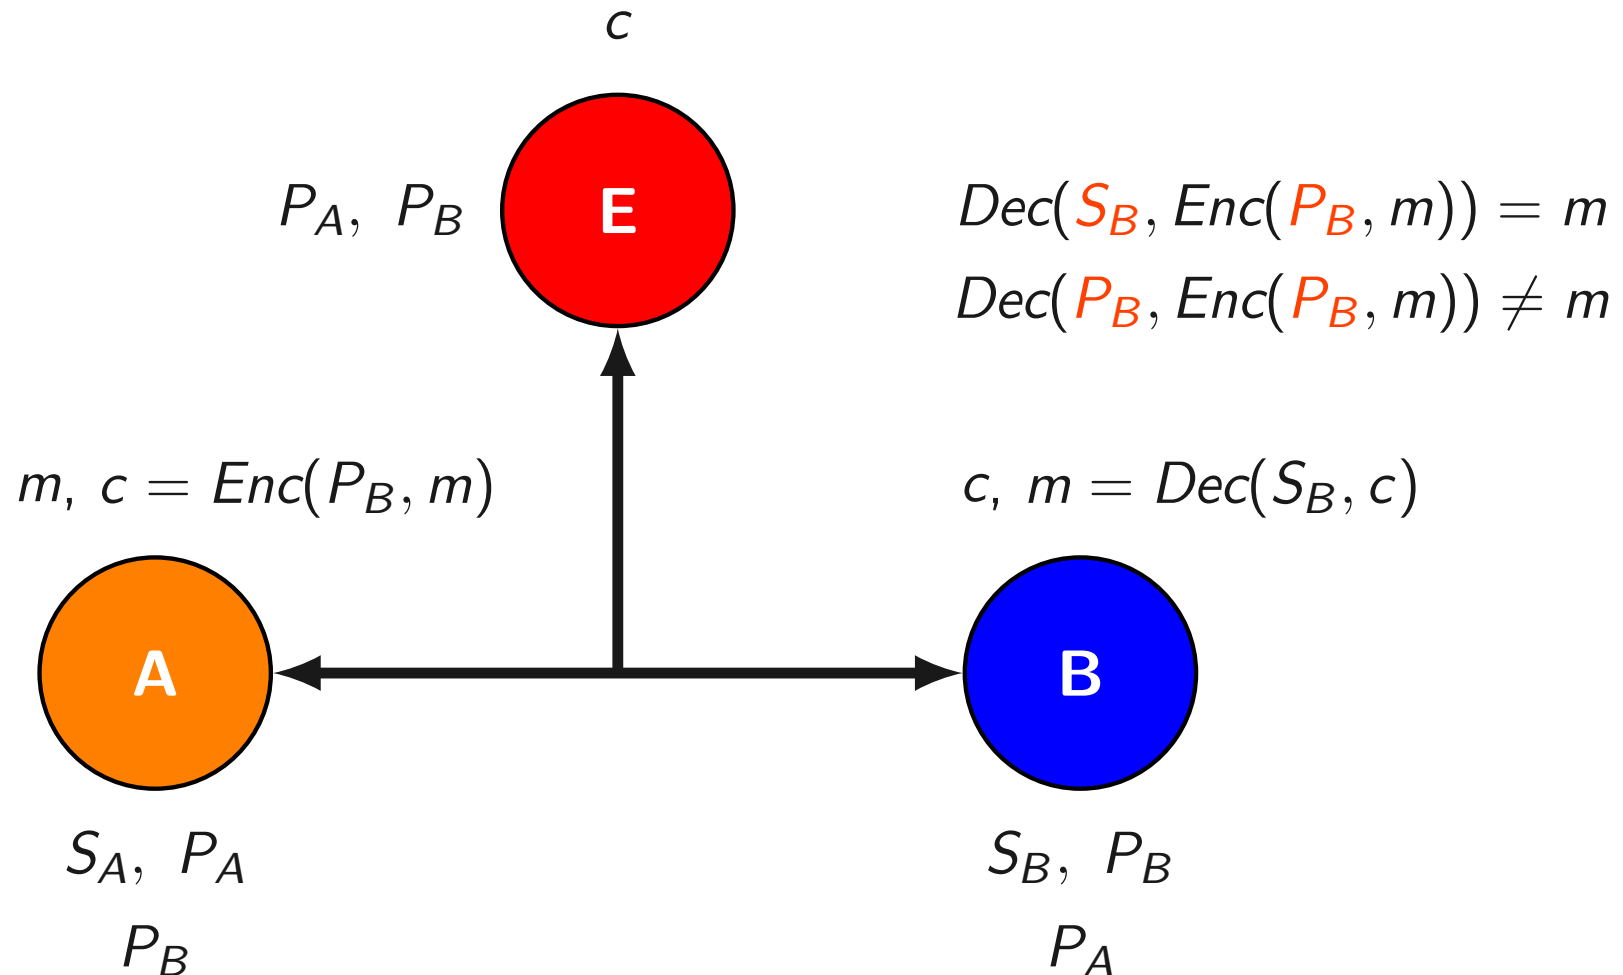 c
E
P_A, P_B
Dec(S_B, Enc(P_B, m)) = m
Dec(P_B, Enc(P_B, m)) ≠ m
m, c = Enc(P_B, m)
c, m = Dec(S_B, c)
A
B
S_A, P_A
P_B
S_B, P_B
P_A